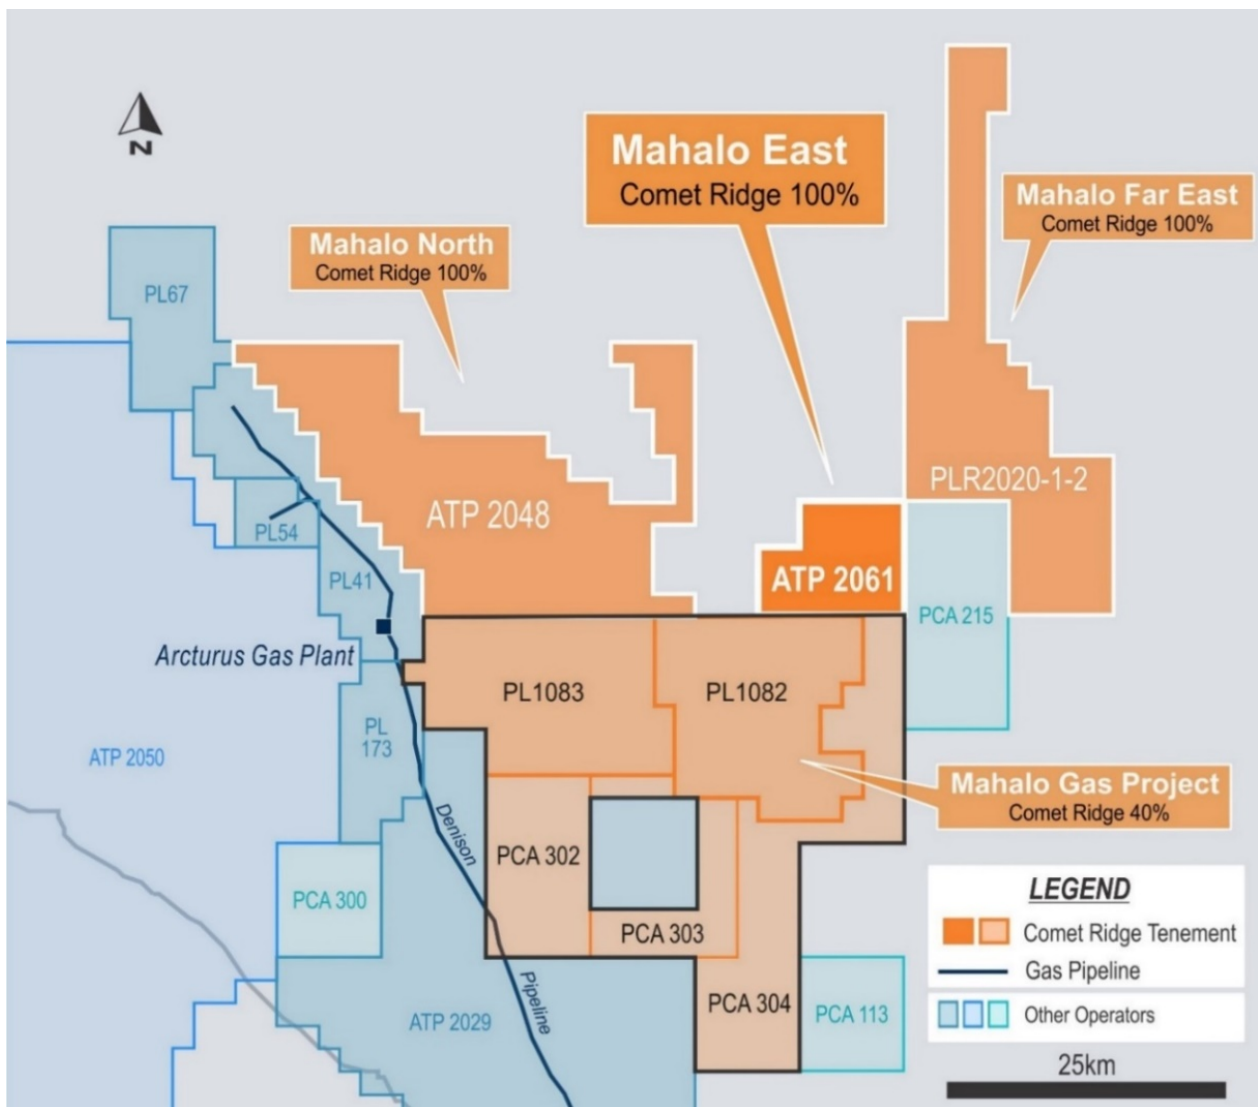 N
Mahalo East
Comet Ridge 100%
Mahalo Far East
Comet Ridge 100%
Mahalo North
Comet Ridge 100%
PL67
PLR2020-1-2
ATP 2048
PL54
PL41
ATP 2061
PCA 215
Arcturus Gas Plant
PL1083
PL1082
PL
173
ATP 2050
Mahalo Gas Project
Comet Ridge 40%
Denison
Pipeline
PCA 302
PCA 300
PCA 303
PCA 304
PCA 113
ATP 2029
LEGEND
Comet Ridge Tenement
Gas Pipeline
Other Operators
25km